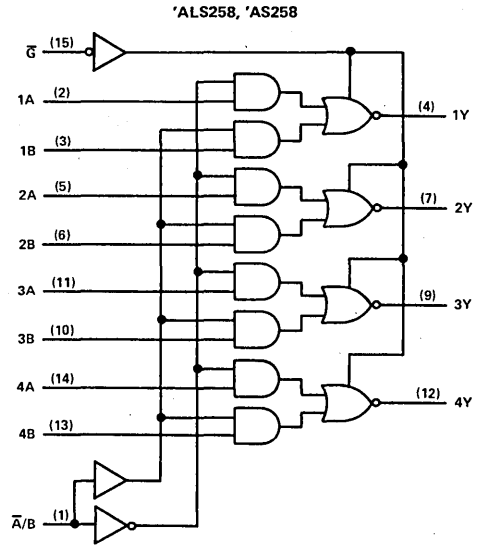 'ALS258, 'AS258
G̅ (15)
1A (2)
(4) 1Y
1B (3)
2A (5)
(7) 2Y
2B (6)
3A (11)
(9) 3Y
3B (10)
4A (14)
(12) 4Y
4B (13)
A̅/B (1)